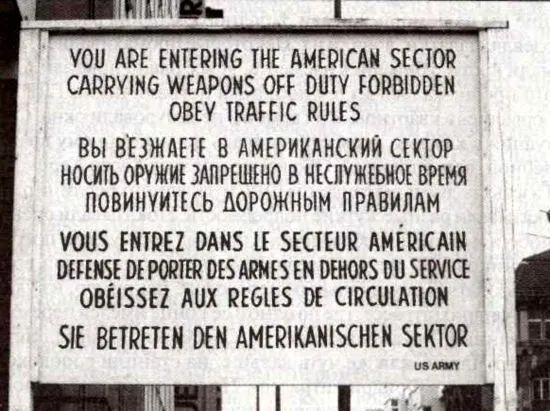 YOU ARE ENTERING THE AMERICAN SECTOR
CARRYING WEAPONS OFF DUTY FORBIDDEN
OBEY TRAFFIC RULES
ВЫ ВЪЕЗЖАЕТЕ В АМЕРИКАНСКИЙ СЕКТОР
НОСИТЬ ОРУЖИЕ ЗАПРЕЩЕНО В НЕСЛУЖЕБНОЕ ВРЕМЯ
ПОВИНУЙТЕСЬ ДОРОЖНЫМ ПРАВИЛАМ
VOUS ENTREZ DANS LE SECTEUR AMÉRICAIN
DEFENSE DE PORTER DES ARMES EN DEHORS DU SERVICE
OBÉISSEZ AUX REGLES DE CIRCULATION
SIE BETRETEN DEN AMERIKANISCHEN SEKTOR
US ARMY